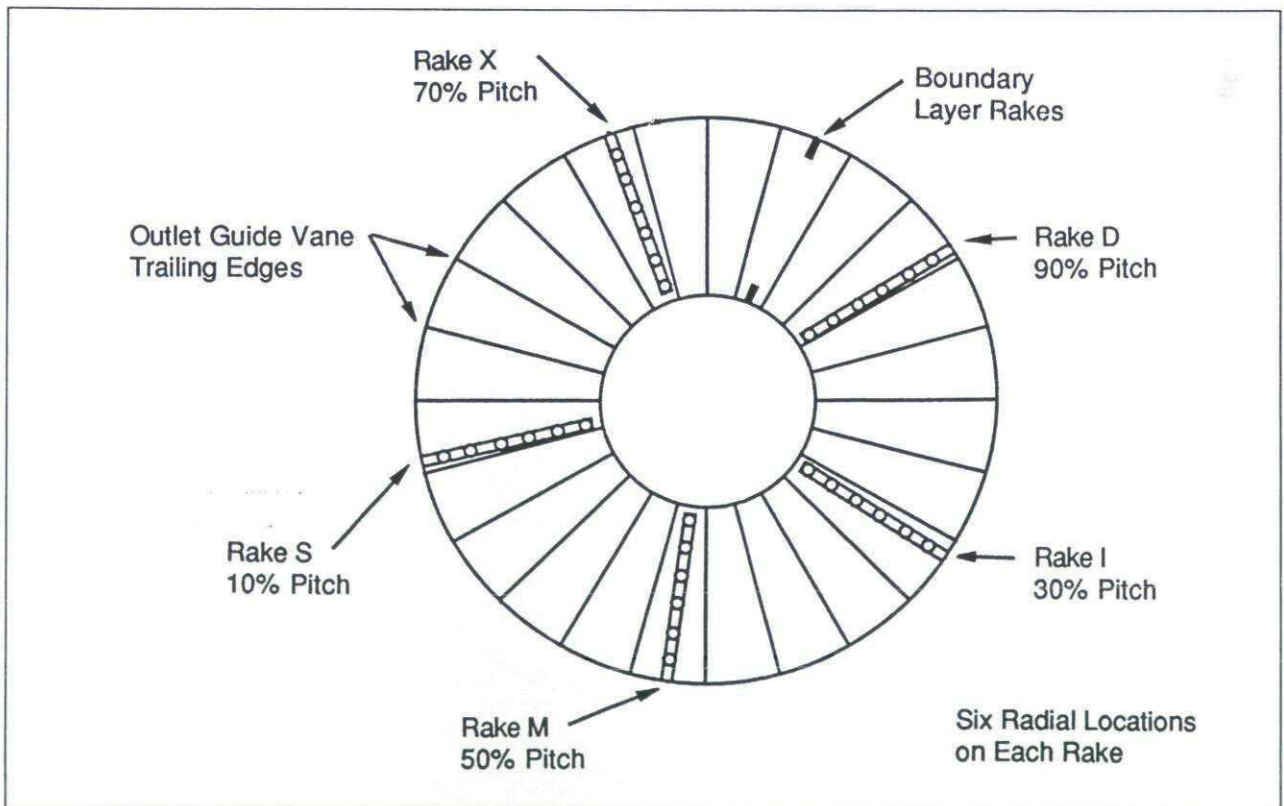 Rake X
70% Pitch
Boundary
Layer Rakes
Outlet Guide Vane
Trailing Edges
Rake D
90% Pitch
Rake S
10% Pitch
Rake I
30% Pitch
Rake M
50% Pitch
Six Radial Locations
on Each Rake